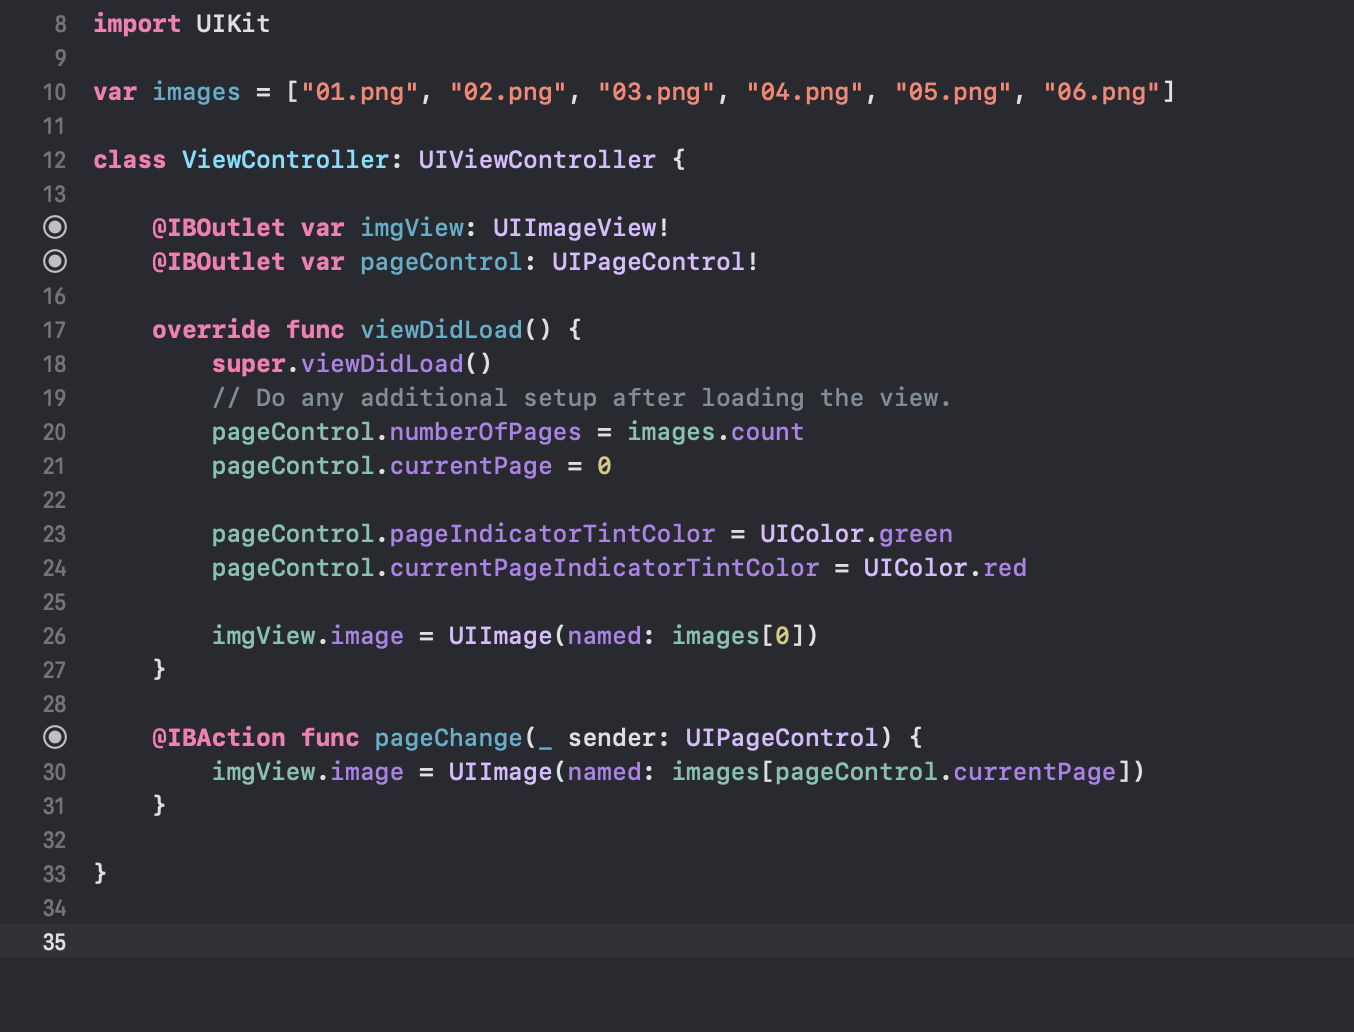 8 import UIKit
9
10 var images = ["01.png", "02.png", "03.png", "04.png", "05.png", "06.png"]
11
12 class ViewController: UIViewController {
13
@IBOutlet var imgView: UIImageView!
@IBOutlet var pageControl: UIPageControl!
16
17 override func viewDidLoad() {
18 super.viewDidLoad()
19 // Do any additional setup after loading the view.
20 pageControl.numberOfPages = images.count
21 pageControl.currentPage = 0
22
23 pageControl.pageIndicatorTintColor = UIColor.green
24 pageControl.currentPageIndicatorTintColor = UIColor.red
25
26 imgView.image = UIImage(named: images[0])
27 }
28
@IBAction func pageChange(_ sender: UIPageControl) {
30 imgView.image = UIImage(named: images[pageControl.currentPage])
31 }
32
33 }
34
35